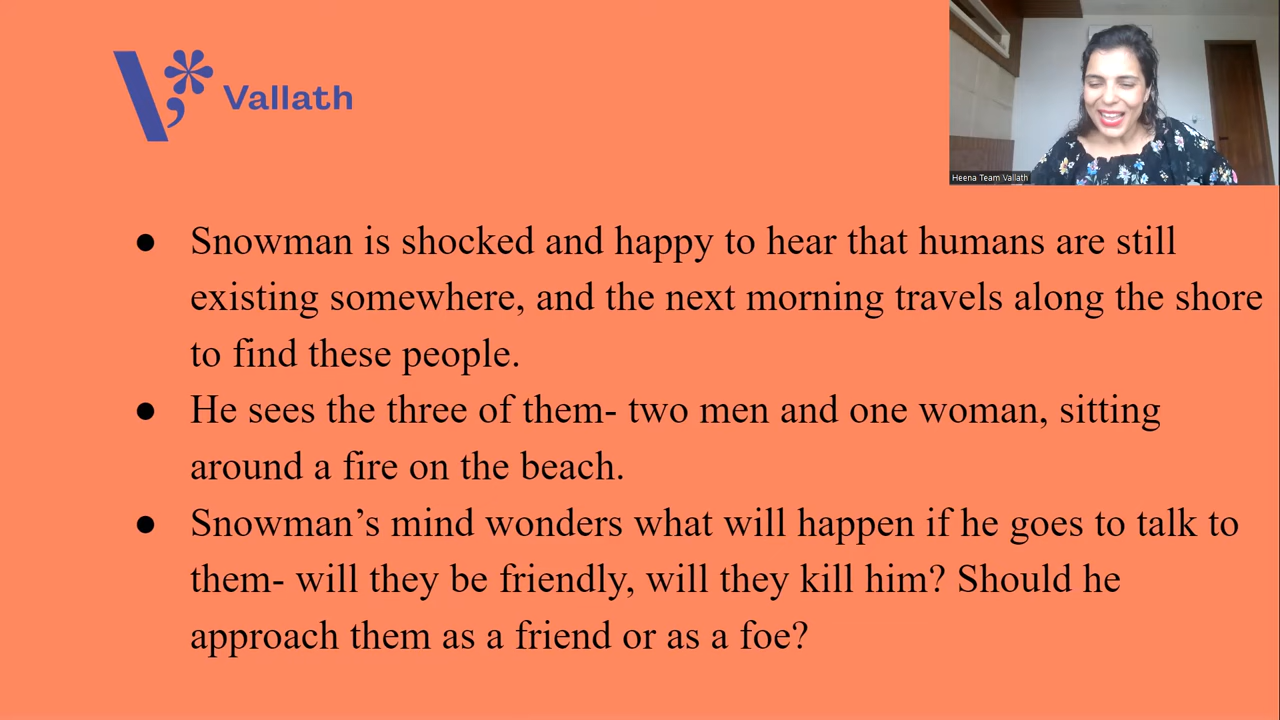 Vallath
Heena Team Vallath
● Snowman is shocked and happy to hear that humans are still
existing somewhere, and the next morning travels along the shore
to find these people.
● He sees the three of them- two men and one woman, sitting
around a fire on the beach.
● Snowman’s mind wonders what will happen if he goes to talk to
them- will they be friendly, will they kill him? Should he
approach them as a friend or as a foe?